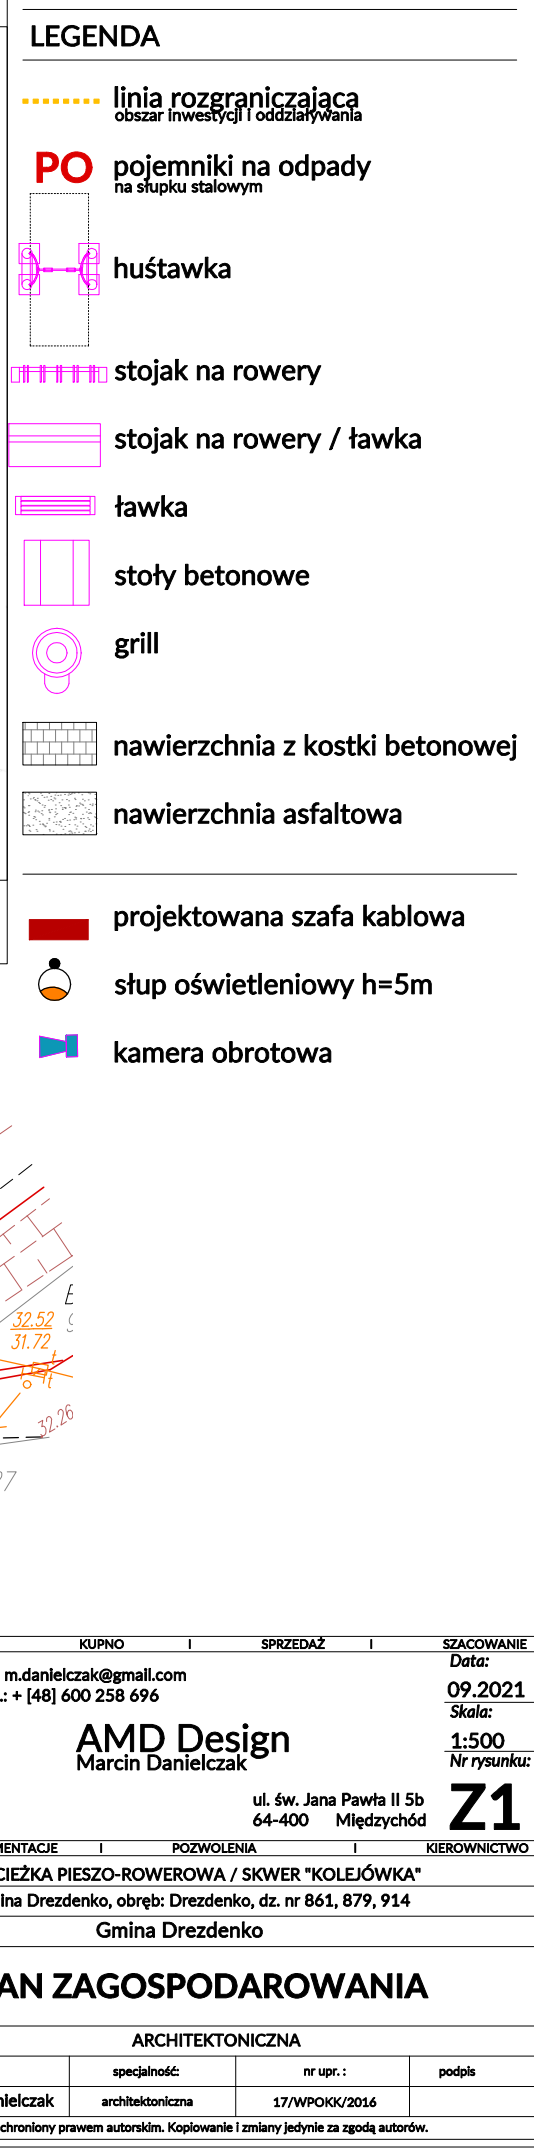 LEGENDA
linia rozgraniczająca
obszar inwestycji i oddziaływania
PO pojemniki na odpady
na słupku stalowym
huśtawka
stojak na rowery
stojak na rowery / ławka
ławka
stoły betonowe
grill
nawierzchnia z kostki betonowej
nawierzchnia asfaltowa
projektowana szafa kablowa
słup oświetleniowy h=5m
kamera obrotowa
32.52
31.72
t
t
32.26
KUPNO I SPRZEDAŻ I SZACOWANIE
m.danielczak@gmail.com
Data:
.: + [48] 600 258 696
09.2021
Skala:
AMD Design
1:500
Marcin Danielczak
Nr rysunku:
ul. św. Jana Pawła II 5b
64-400 Międzychód
Z1
MENTACJE I POZWOLENIA I KIEROWNICTWO
CIEŻKA PIESZO-ROWEROWA / SKWER "KOLEJÓWKA"
ina Drezdenko, obręb: Drezdenko, dz. nr 861, 879, 914
Gmina Drezdenko
AN ZAGOSPODAROWANIA
ARCHITEKTONICZNA
specjalność: nr upr. : podpis
nielczak architektoniczna 17/WPOKK/2016
chroniony prawem autorskim. Kopiowanie i zmiany jedynie za zgodą autorów.